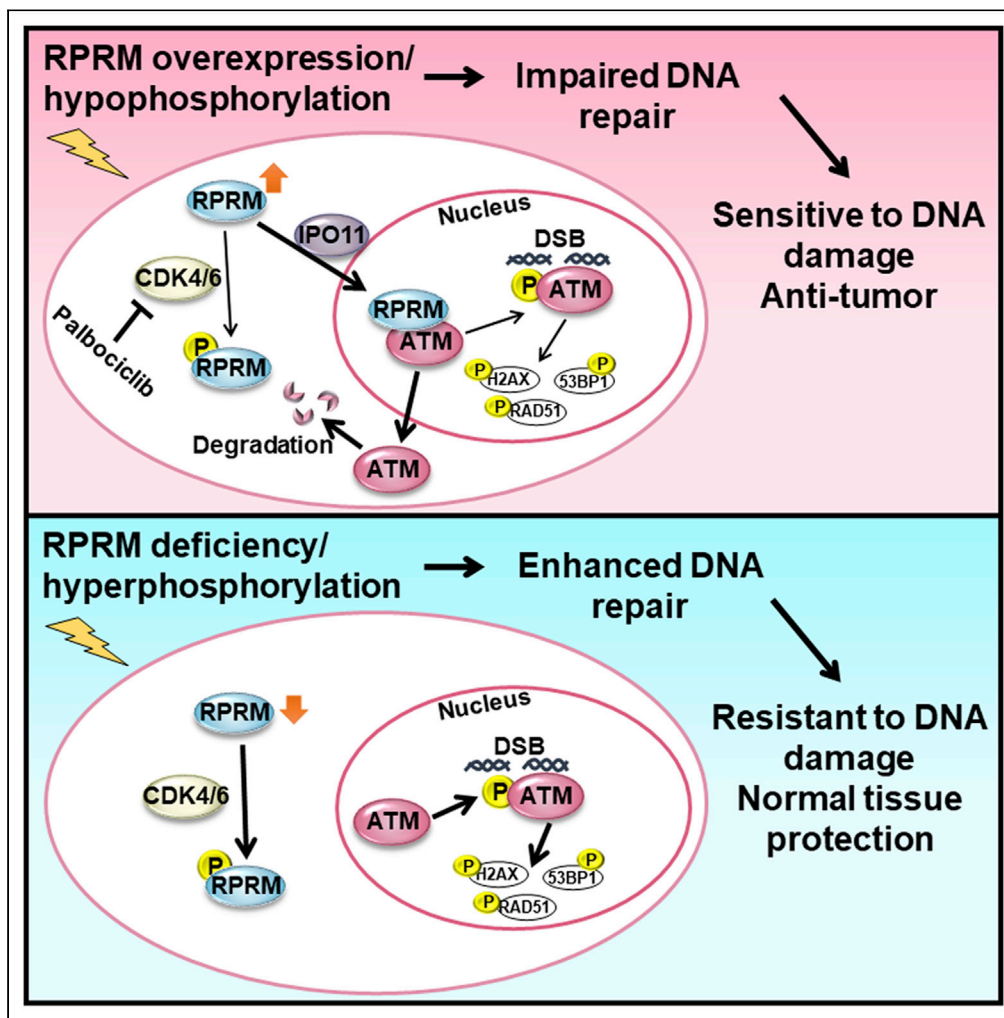 RPRM overexpression/
hypophosphorylation
Impaired DNA
repair
Sensitive to DNA
damage
Anti-tumor
RPRM
IPO11
Nucleus
DSB
P
ATM
CDK4/6
Palbociclib
RPRM
ATM
P
RPRM
P
H2AX
P
53BP1
P
RAD51
Degradation
ATM
RPRM deficiency/
hyperphosphorylation
Enhanced DNA
repair
Resistant to DNA
damage
Normal tissue
protection
RPRM
Nucleus
DSB
P
ATM
CDK4/6
ATM
P
RPRM
P
H2AX
P
53BP1
P
RAD51